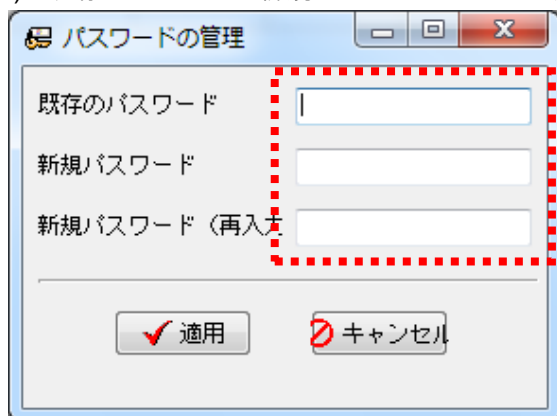 パスワードの管理
既存のパスワード
新規パスワード
新規パスワード（再入力
適用
キャンセル